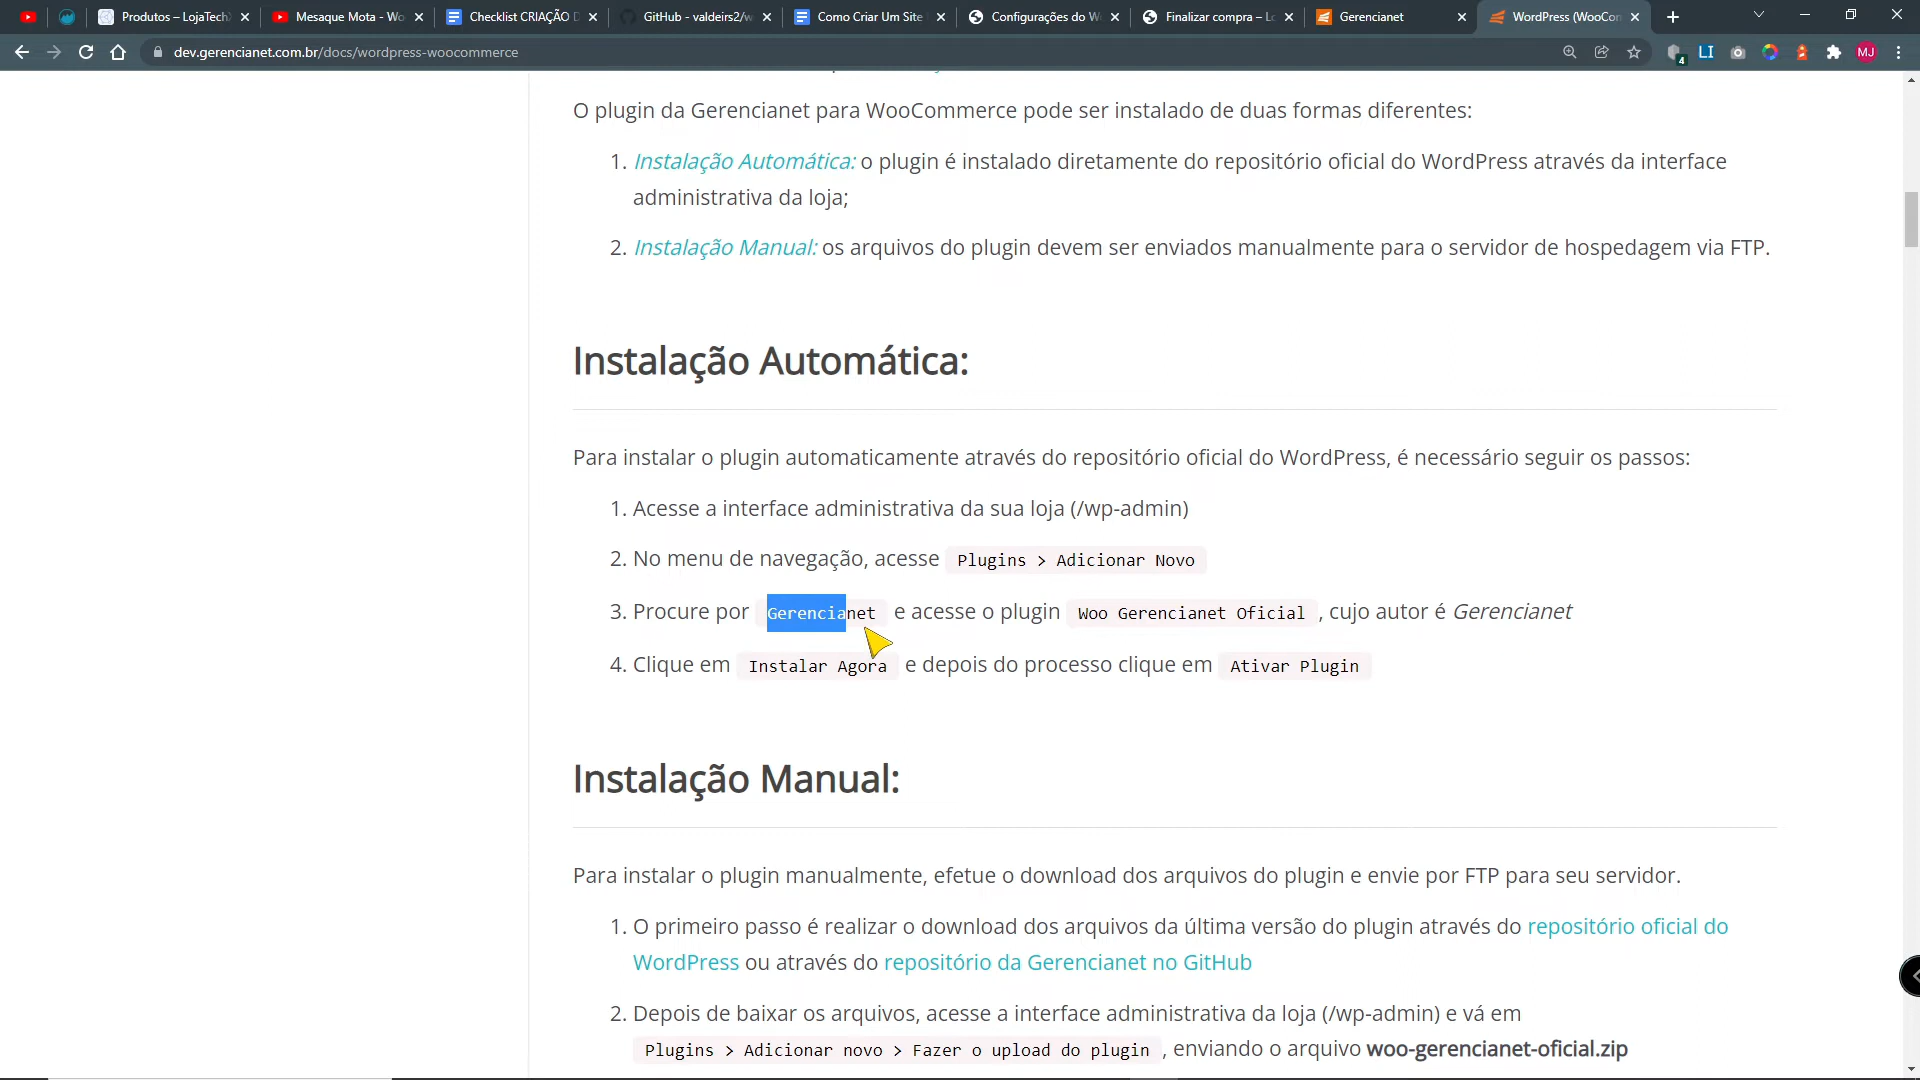 Produtos – LojaTech
Mesaque Mota - Wo
Checklist CRIAÇÃO D
GitHub - valdeirs2/w
Como Criar Um Site
Configurações do W
Finalizar compra – Lo
Gerencianet
WordPress (WooCon
dev.gerencianet.com.br/docs/wordpress-woocommerce
4
LI
MJ
O plugin da Gerencianet para WooCommerce pode ser instalado de duas formas diferentes:
1. Instalação Automática: o plugin é instalado diretamente do repositório oficial do WordPress através da interface
administrativa da loja;
2. Instalação Manual: os arquivos do plugin devem ser enviados manualmente para o servidor de hospedagem via FTP.
Instalação Automática:
Para instalar o plugin automaticamente através do repositório oficial do WordPress, é necessário seguir os passos:
1. Acesse a interface administrativa da sua loja (/wp-admin)
2. No menu de navegação, acesse Plugins > Adicionar Novo
3. Procure por Gerencianet e acesse o plugin Woo Gerencianet Oficial , cujo autor é Gerencianet
4. Clique em Instalar Agora e depois do processo clique em Ativar Plugin
Instalação Manual:
Para instalar o plugin manualmente, efetue o download dos arquivos do plugin e envie por FTP para seu servidor.
1. O primeiro passo é realizar o download dos arquivos da última versão do plugin através do repositório oficial do
WordPress ou através do repositório da Gerencianet no GitHub
2. Depois de baixar os arquivos, acesse a interface administrativa da loja (/wp-admin) e vá em
Plugins > Adicionar novo > Fazer o upload do plugin , enviando o arquivo woo-gerencianet-oficial.zip